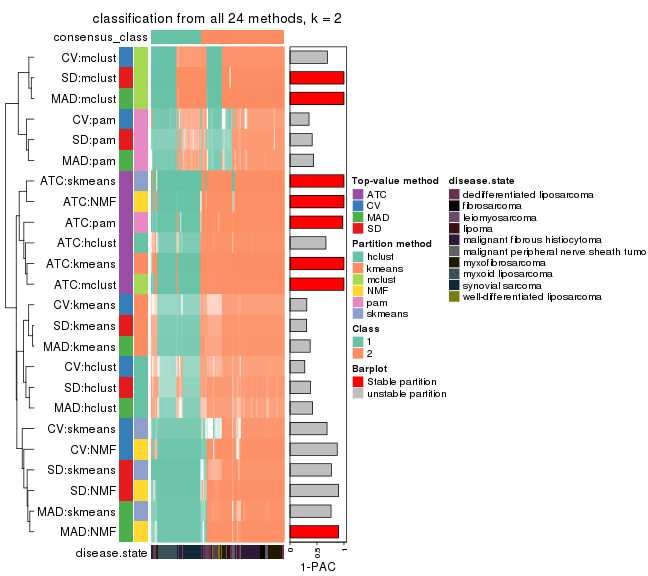 classification from all 24 methods, k = 2
consensus_class
CV:mclust
SD:mclust
MAD:mclust
CV:pam
SD:pam
MAD:pam
ATC:skmeans
ATC:NMF
ATC:pam
ATC:hclust
ATC:kmeans
ATC:mclust
CV:kmeans
SD:kmeans
MAD:kmeans
CV:hclust
SD:hclust
MAD:hclust
CV:skmeans
CV:NMF
SD:skmeans
SD:NMF
MAD:skmeans
MAD:NMF
disease.state
0
0.5
1
1-PAC
Top-value method
ATC
CV
MAD
SD
Partition method
hclust
kmeans
mclust
NMF
pam
skmeans
Class
1
2
Barplot
Stable partition
unstable partition
disease.state
dedifferentiated liposarcoma
fibrosarcoma
leiomyosarcoma
lipoma
malignant fibrous histiocytoma
malignant peripheral nerve sheath tumo
myxofibrosarcoma
myxoid liposarcoma
synovial sarcoma
well-differentiated liposarcoma